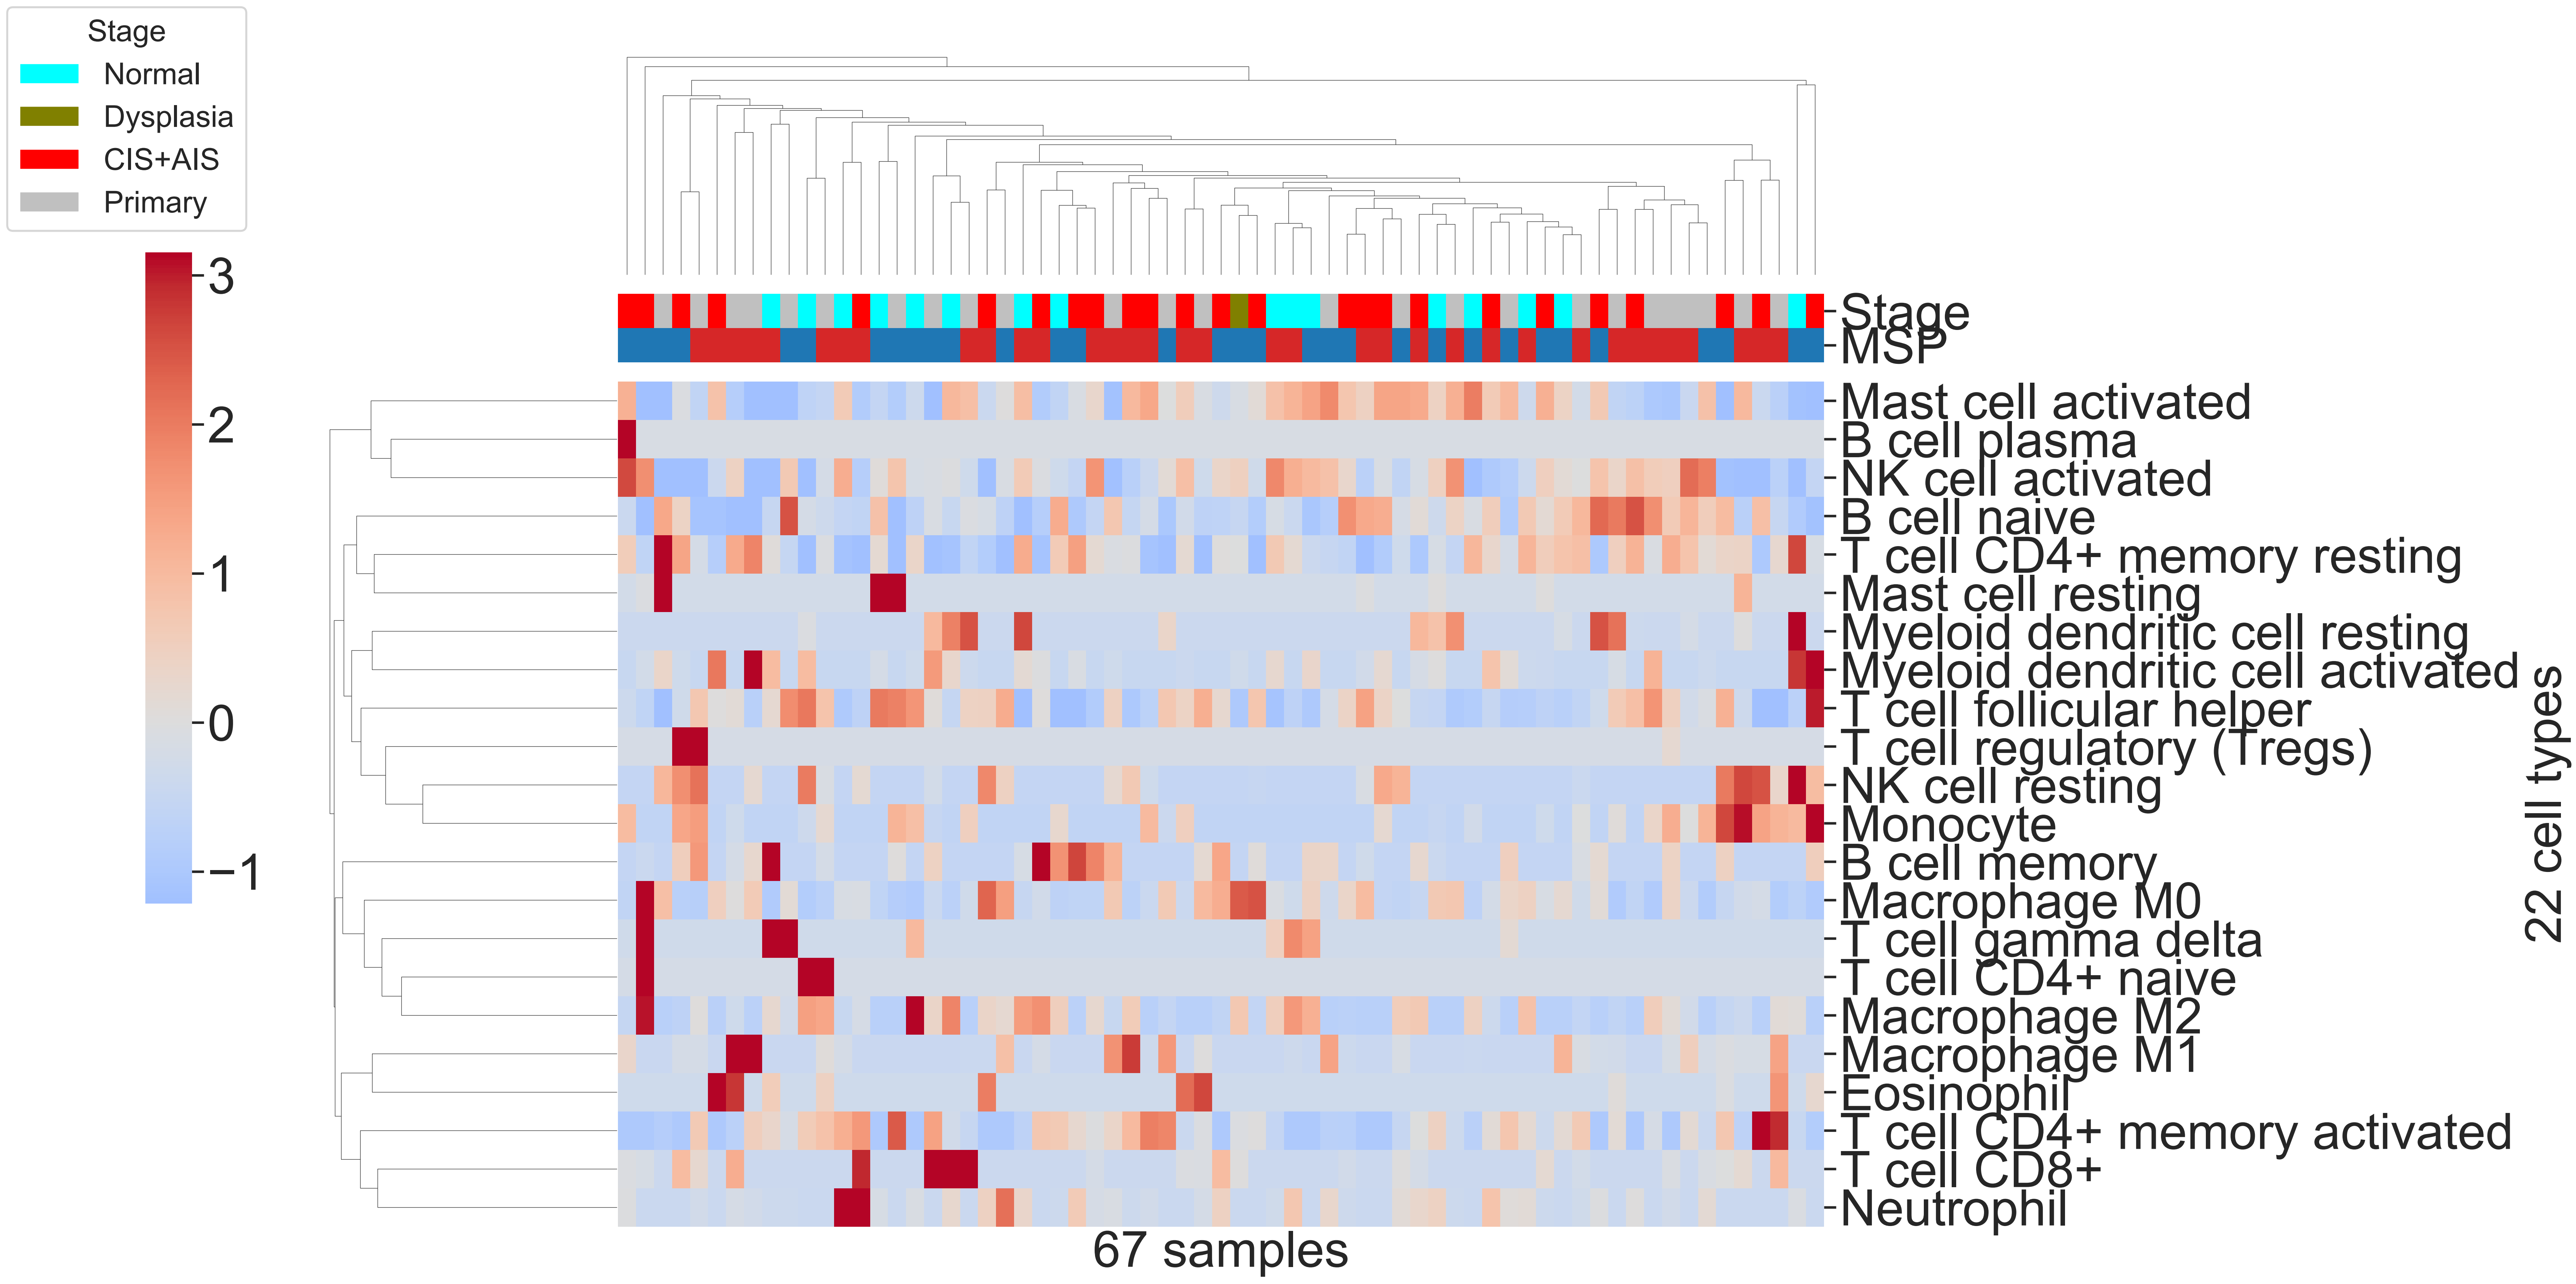 Stage
Normal
Dysplasia
CIS+AIS
Primary
3
2
1
0
−1
Stage
MSP
Mast cell activated
B cell plasma
NK cell activated
B cell naive
T cell CD4+ memory resting
Mast cell resting
Myeloid dendritic cell resting
Myeloid dendritic cell activated
T cell follicular helper
T cell regulatory (Tregs)
NK cell resting
Monocyte
B cell memory
Macrophage M0
T cell gamma delta
T cell CD4+ naive
Macrophage M2
Macrophage M1
Eosinophil
T cell CD4+ memory activated
T cell CD8+
Neutrophil
22 cell types
67 samples